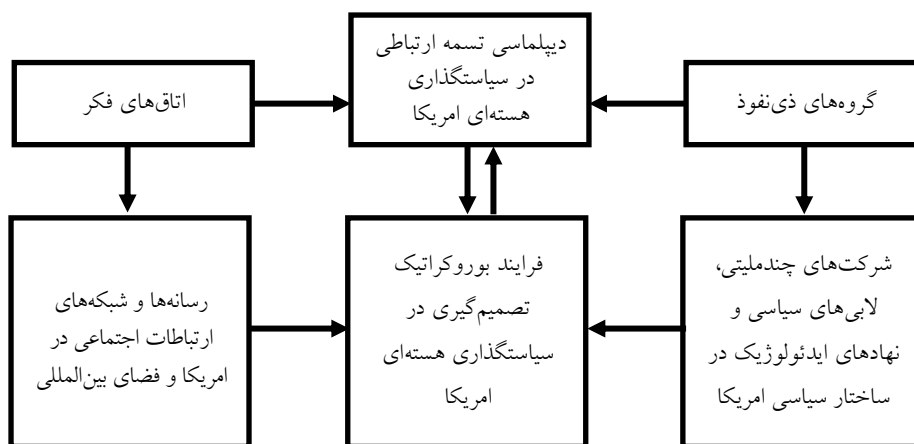 دیپلماسی تسمه ارتباطی
در سیاستگذاری
هسته‌ای امریکا
گروه‌های ذی‌نفوذ
اتاق‌های فکر
شرکت‌های چندملیتی،
لابی‌های سیاسی و
نهادهای ایدئولوژیک در
ساختار سیاسی امریکا
فرایند بوروکراتیک
تصمیم‌گیری در
سیاستگذاری هسته‌ای
امریکا
رسانه‌ها و شبکه‌های
ارتباطات اجتماعی در
امریکا و فضای بین‌المللی